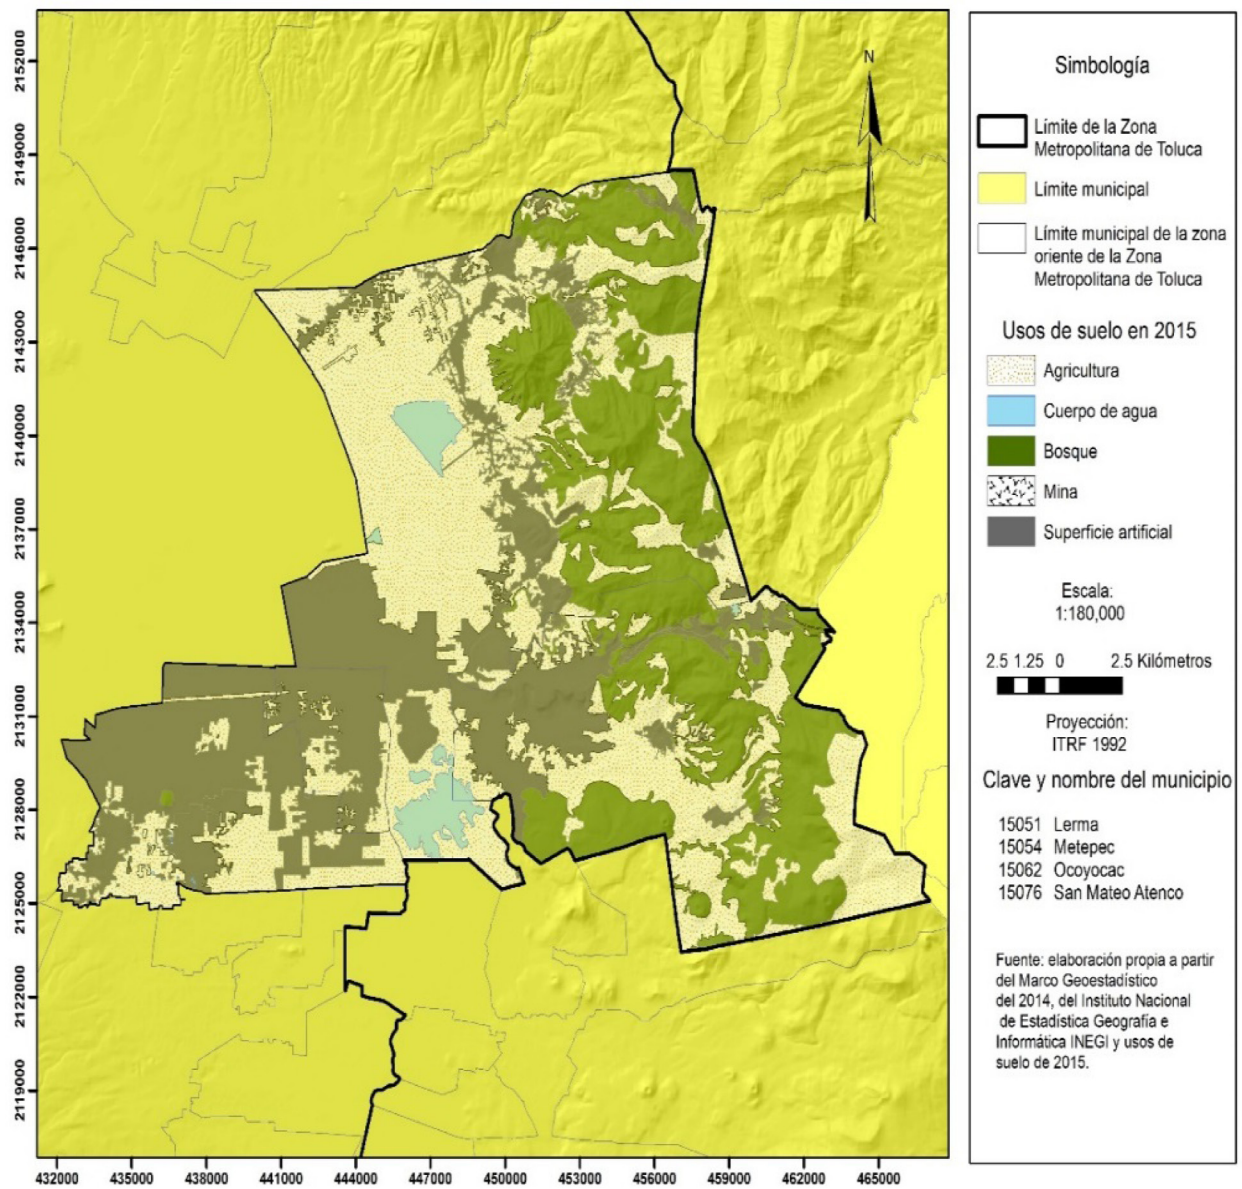 2152000
2149000
2146000
2143000
2140000
2137000
2134000
2131000
2128000
2125000
2122000
2119000
432000 435000 438000 441000 444000 447000 450000 453000 456000 459000 462000 465000
N
Simbología
Límite de la Zona
Metropolitana de Toluca
Límite municipal
Límite municipal de la zona
oriente de la Zona
Metropolitana de Toluca
Usos de suelo en 2015
Agricultura
Cuerpo de agua
Bosque
Mina
Superficie artificial
Escala:
1:180,000
2.5 1.25 0 2.5 Kilómetros
Proyección:
ITRF 1992
Clave y nombre del municipio
15051 Lerma
15054 Metepec
15062 Ocoyocac
15076 San Mateo Atenco
Fuente: elaboración propia a partir
del Marco Geoestadístico
del 2014, del Instituto Nacional
de Estadística Geografía e
Informática INEGI y usos de
suelo de 2015.